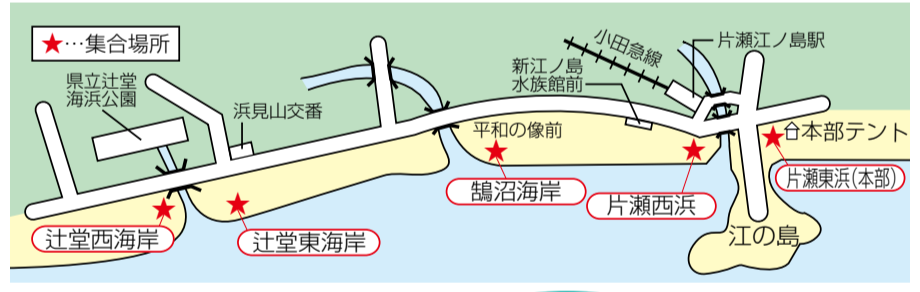 ★…集合場所
県立辻堂
海浜公園
浜見山交番
小田急線
片瀬江ノ島駅
新江ノ島
水族館前
平和の像前
本部テント
辻堂西海岸
辻堂東海岸
鵠沼海岸
片瀬西浜
片瀬東浜(本部)
江の島